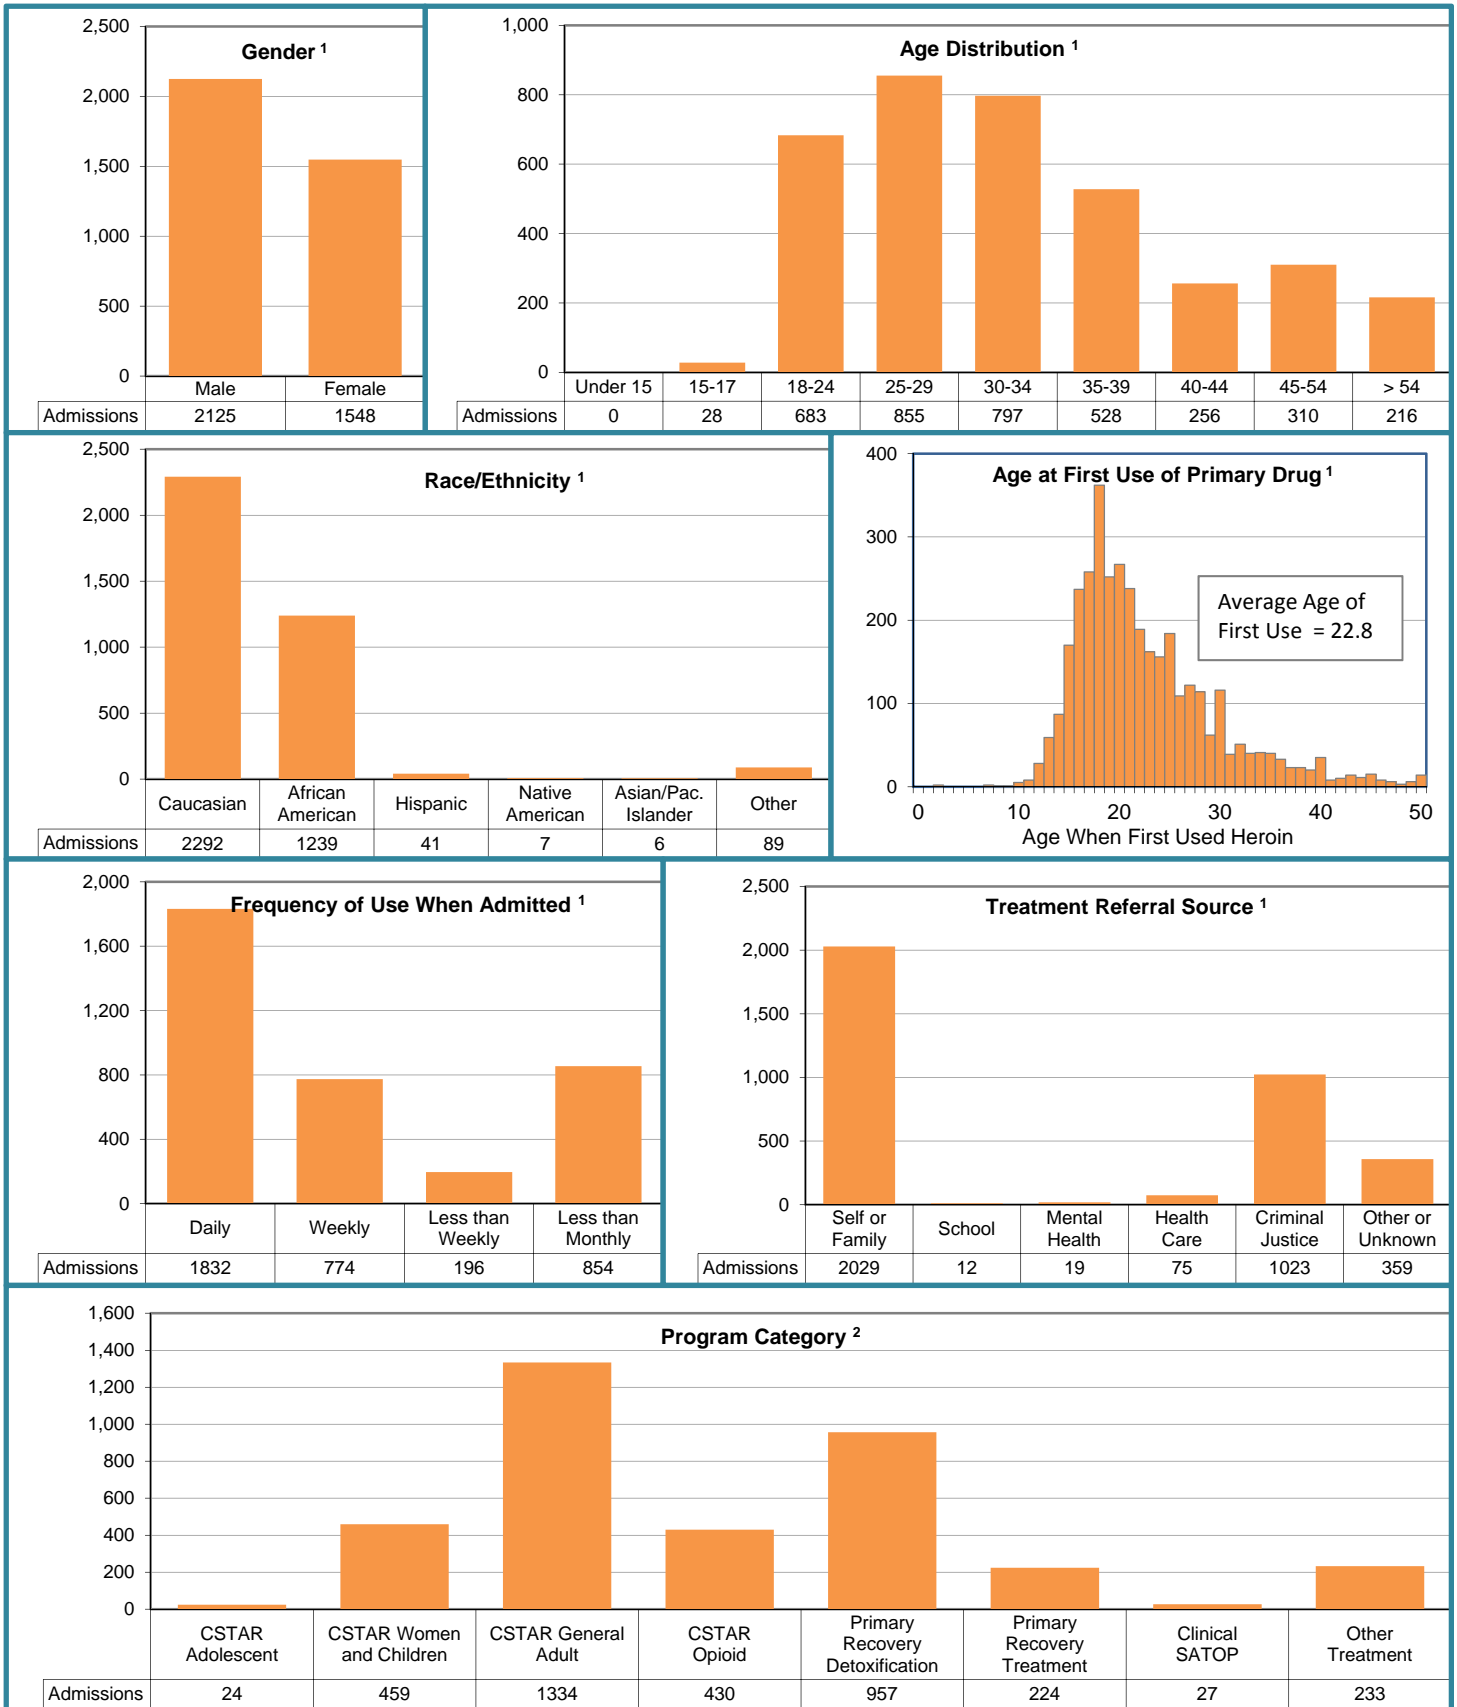 Gender 1
2,500
2,000
1,500
1,000
500
0
Male Female
Admissions 2125 1548
Age Distribution 1
1,000
800
600
400
200
0
Under 15 15-17 18-24 25-29 30-34 35-39 40-44 45-54 > 54
Admissions 0 28 683 855 797 528 256 310 216
Race/Ethnicity 1
2,500
2,000
1,500
1,000
500
0
Caucasian African American Hispanic Native American Asian/Pac. Islander Other
Admissions 2292 1239 41 7 6 89
Age at First Use of Primary Drug 1
400
300
200
100
0
Average Age of
First Use = 22.8
0 10 20 30 40 50
Age When First Used Heroin
Frequency of Use When Admitted 1
2,000
1,600
1,200
800
400
0
Daily Weekly Less than Weekly Less than Monthly
Admissions 1832 774 196 854
Treatment Referral Source 1
2,500
2,000
1,500
1,000
500
0
Self or Family School Mental Health Health Care Criminal Justice Other or Unknown
Admissions 2029 12 19 75 1023 359
Program Category 2
1,600
1,400
1,200
1,000
800
600
400
200
0
CSTAR Adolescent CSTAR Women and Children CSTAR General Adult CSTAR Opioid Primary Recovery Detoxification Primary Recovery Treatment Clinical SATOP Other Treatment
Admissions 24 459 1334 430 957 224 27 233